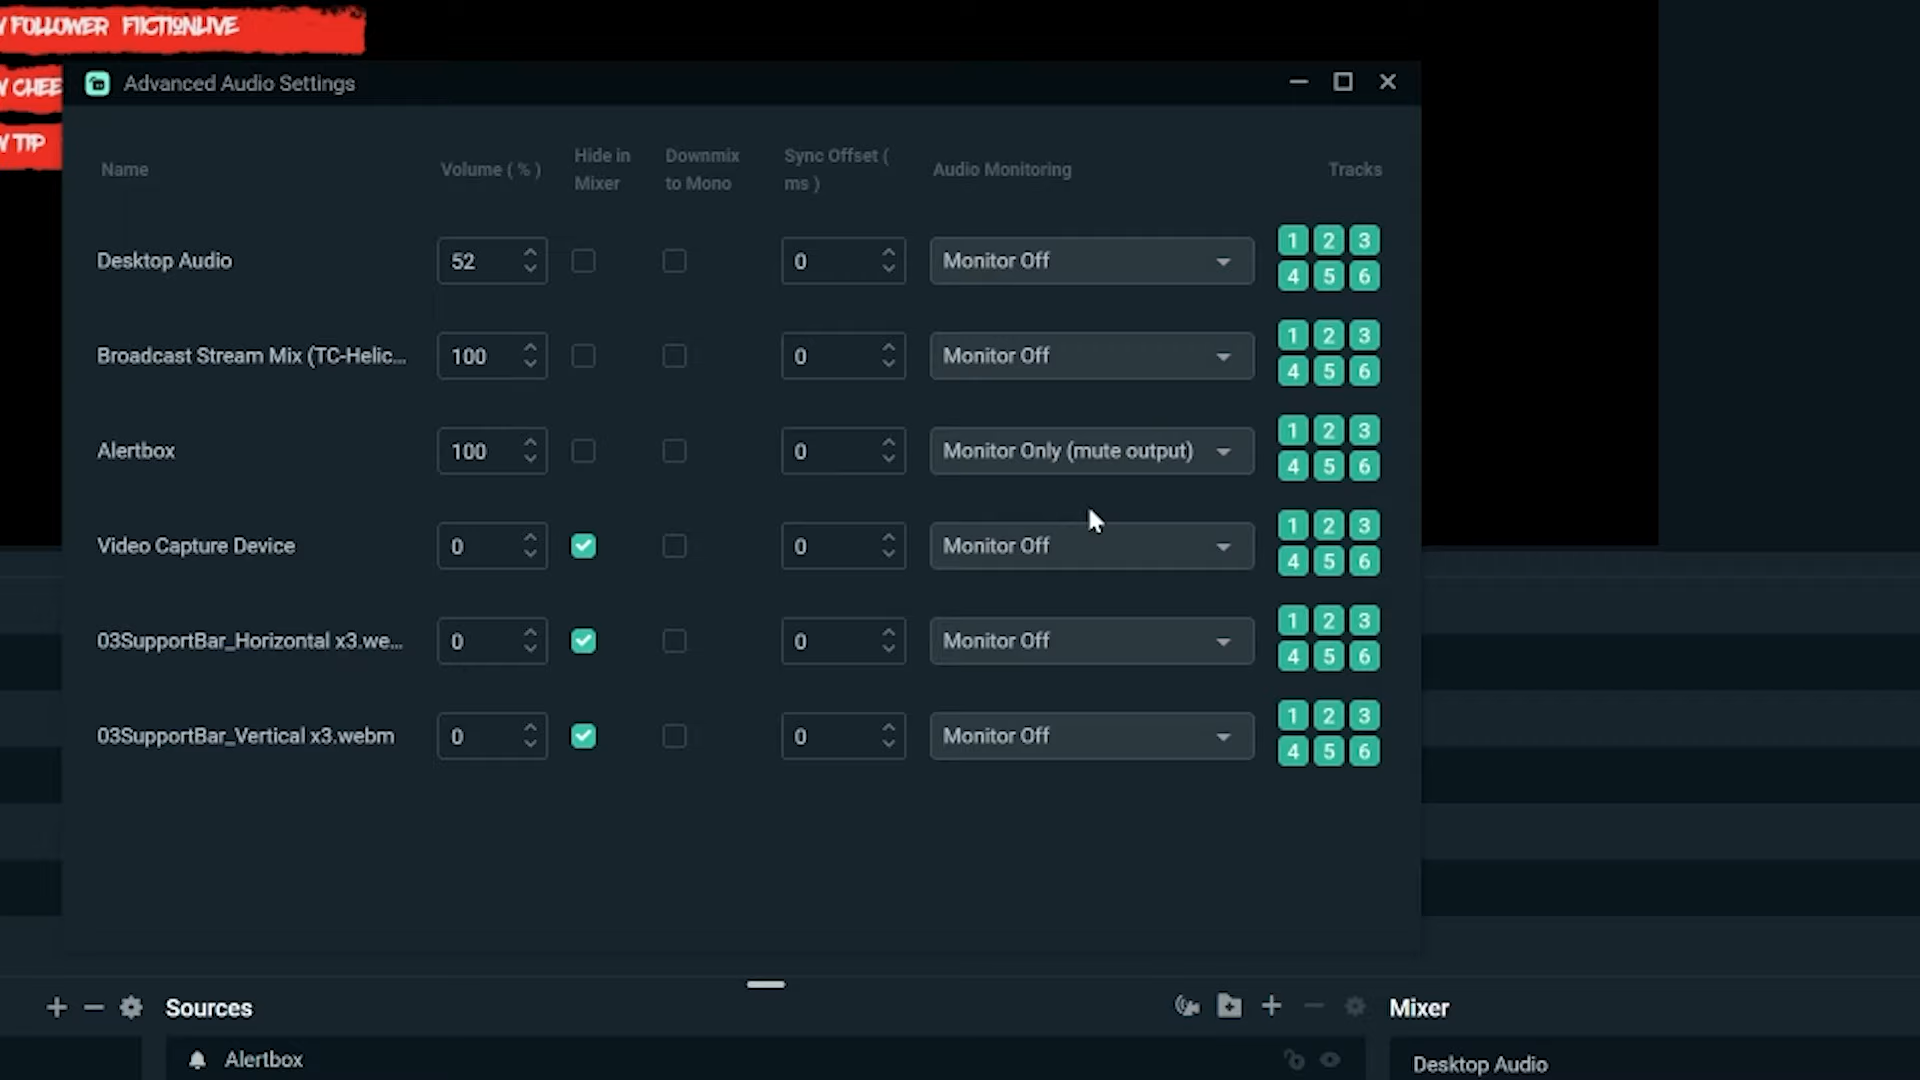 FOLLOWER FIICTIONLIVE
CHEE
TIP
Advanced Audio Settings
Name Volume ( % ) Hide in Mixer Downmix to Mono Sync Offset ( ms ) Audio Monitoring Tracks
Desktop Audio 52 0 Monitor Off 1 2 3
4 5 6
Broadcast Stream Mix (TC-Helic... 100 0 Monitor Off 1 2 3
4 5 6
Alertbox 100 0 Monitor Only (mute output) 1 2 3
4 5 6
Video Capture Device 0 0 Monitor Off 1 2 3
4 5 6
03SupportBar_Horizontal x3.we... 0 0 Monitor Off 1 2 3
4 5 6
03SupportBar_Vertical x3.webm 0 0 Monitor Off 1 2 3
4 5 6
Sources Mixer
Alertbox Desktop Audio